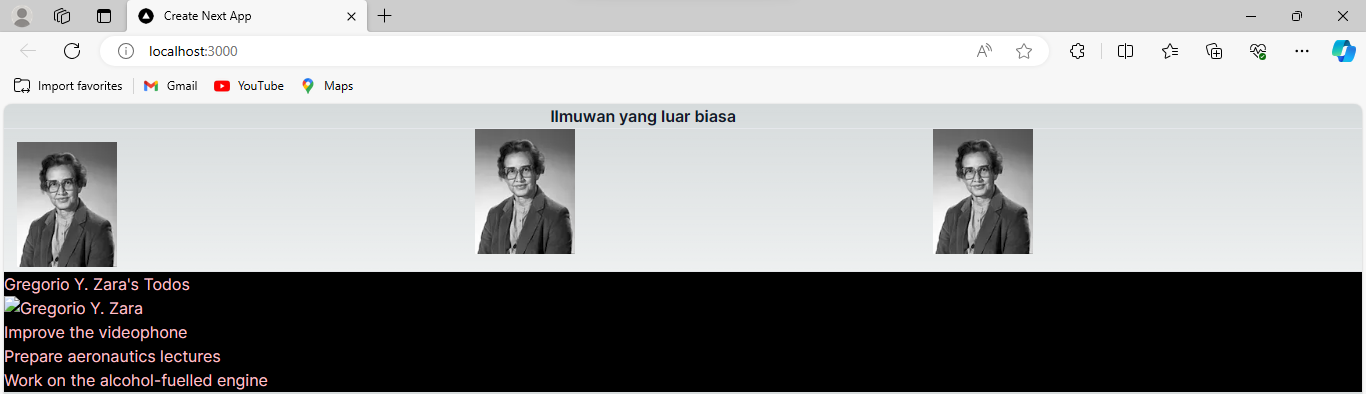 Create Next App
localhost:3000
Import favorites Gmail YouTube Maps
Ilmuwan yang luar biasa
Gregorio Y. Zara's Todos
Gregorio Y. Zara
Improve the videophone
Prepare aeronautics lectures
Work on the alcohol-fuelled engine